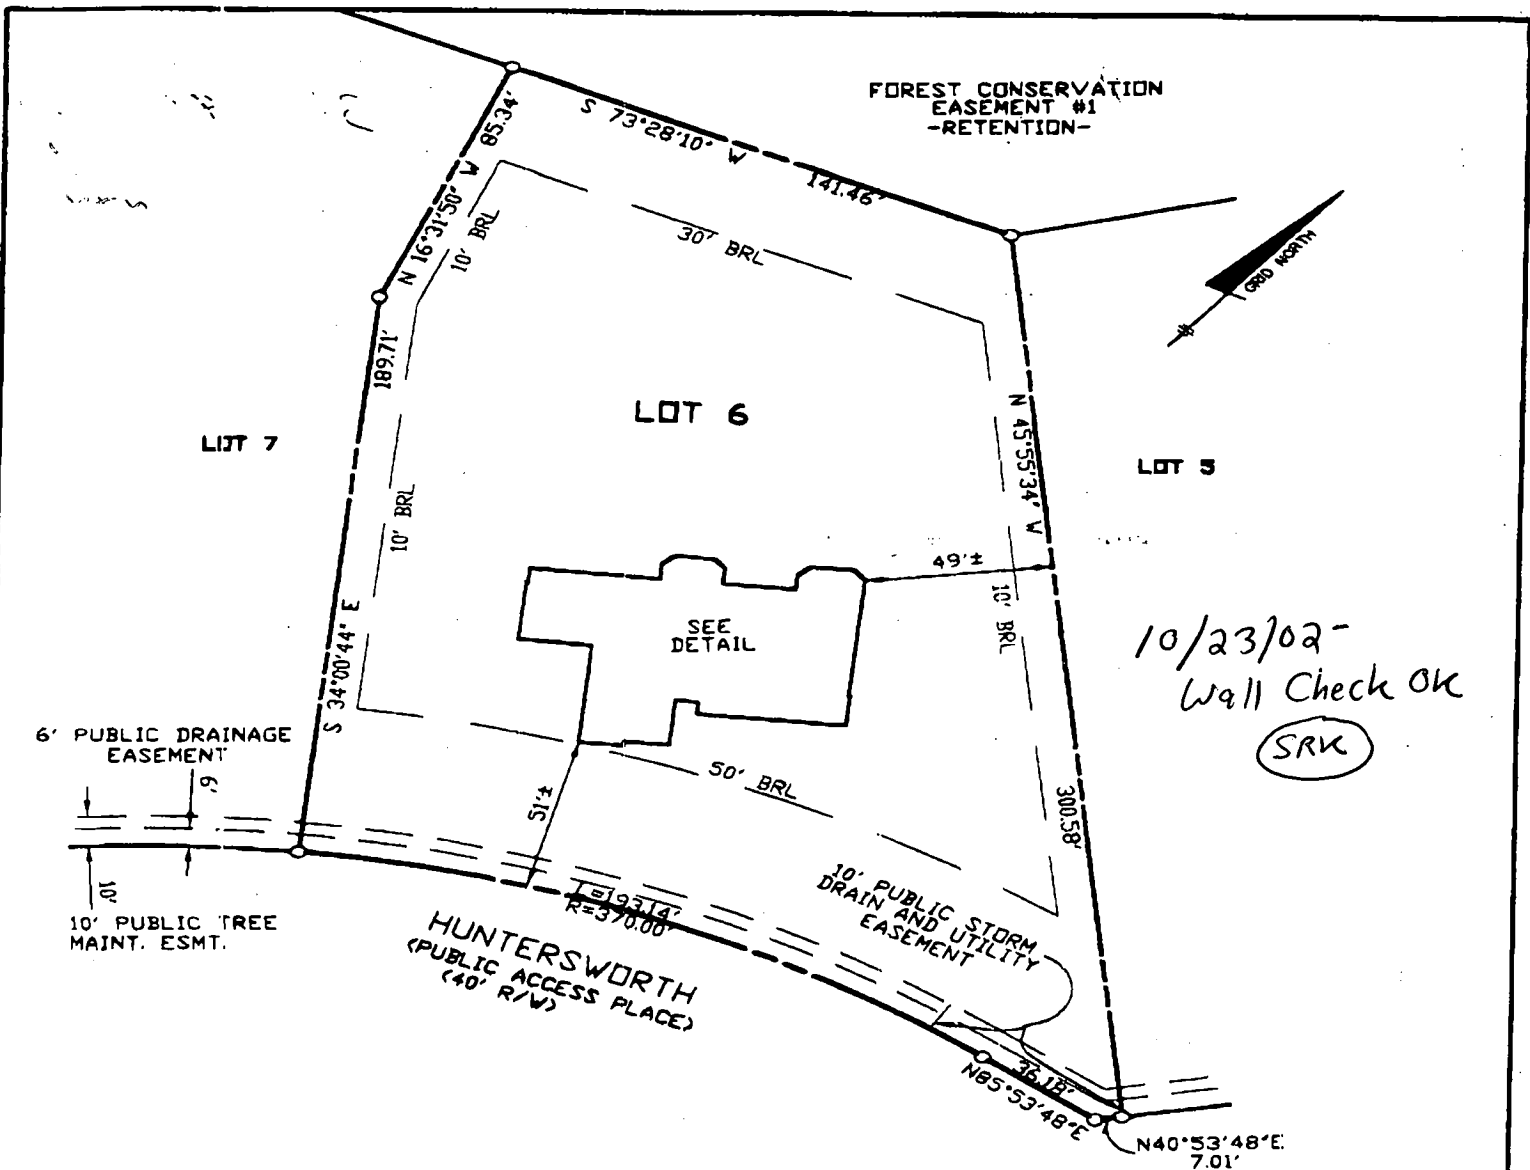 FOREST CONSERVATION
EASEMENT #1
-RETENTION-
S 73°28'10" W
141.46'
N 16°31'50" W 85.34'
10' BRL
30' BRL
GRID NORTH
189.71'
LOT 6
LOT 7
LOT 5
N 45°55'34" W
10' BRL
49'±
10' BRL
SEE
DETAIL
10/23/02-
Wall Check OK
SRK
S 34°00'44" E
6' PUBLIC DRAINAGE
EASEMENT
6'
50' BRL
51'±
300.58'
10'
10' PUBLIC TREE
MAINT. ESMT.
L=193.14'
R=370.00'
10' PUBLIC STORM
DRAIN AND UTILITY
EASEMENT
HUNTERSWORTH
(PUBLIC ACCESS PLACE)
(40' R/W)
36.18'
N85°53'48"E
N40°53'48"E
7.01'